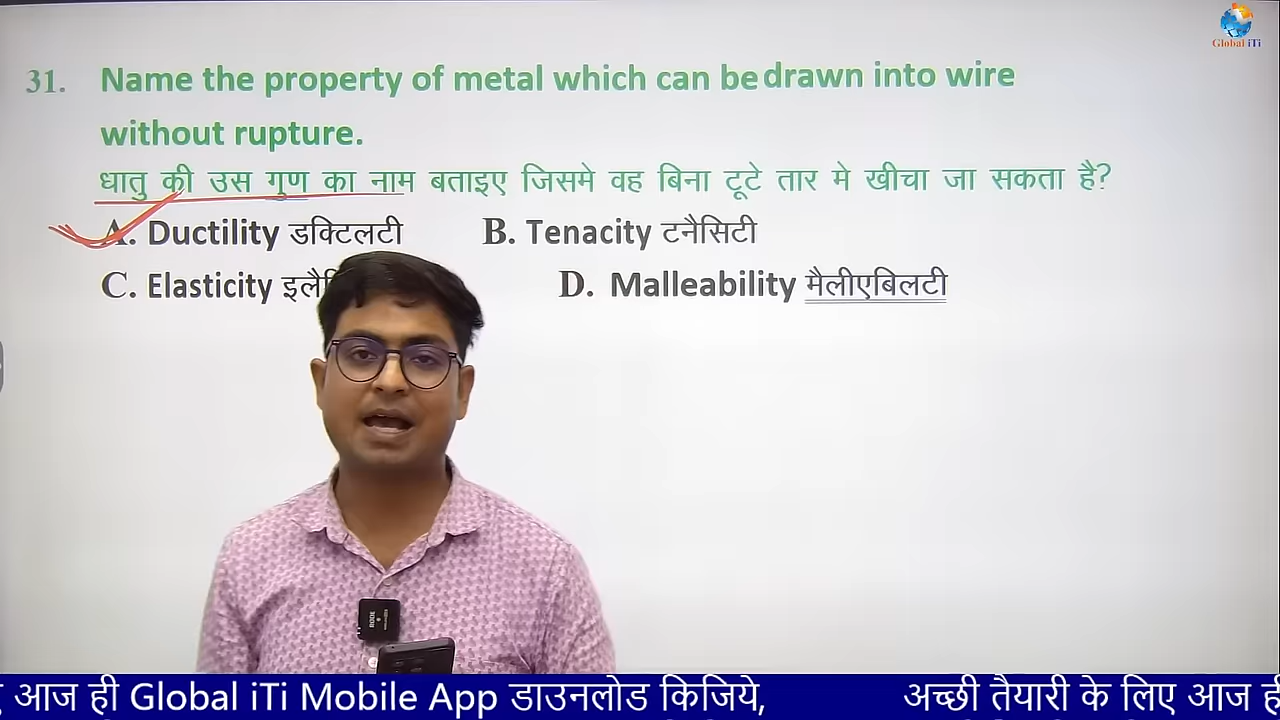 Global iTi
31. Name the property of metal which can be drawn into wire
without rupture.
धातु की उस गुण का नाम बताइए जिसमे वह बिना टूटे तार मे खीचा जा सकता है?
A. Ductility डक्टिलटी B. Tenacity टनैसिटी
C. Elasticity D. Malleability मैलीएबिलटी
RODE
आज ही Global iTi Mobile App डाउनलोड किजिये, अच्छी तैयारी के लिए आज ही